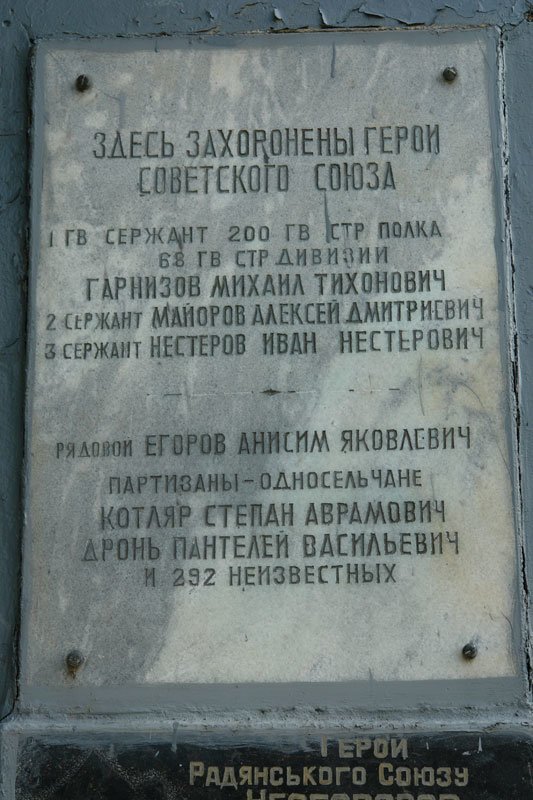 ЗДЕСЬ ЗАХОРОНЕНЫ ГЕРОИ
СОВЕТСКОГО СОЮЗА
1 ГВ СЕРЖАНТ 200 ГВ СТР ПОЛКА
68 ГВ СТР ДИВИЗИИ
ГАРНИЗОВ МИХАИЛ ТИХОНОВИЧ
2 СЕРЖАНТ МАЙОРОВ АЛЕКСЕЙ ДМИТРИЕВИЧ
3 СЕРЖАНТ НЕСТЕРОВ ИВАН НЕСТЕРОВИЧ
РЯДОВОЙ ЕГОРОВ АНИСИМ ЯКОВЛЕВИЧ
ПАРТИЗАНЫ-ОДНОСЕЛЬЧАНЕ
КОТЛЯР СТЕПАН АВРАМОВИЧ
ДРОНЬ ПАНТЕЛЕЙ ВАСИЛЬЕВИЧ
И 292 НЕИЗВЕСТНЫХ
ГЕРОЙ
РАДЯНСЬКОГО СОЮЗУ